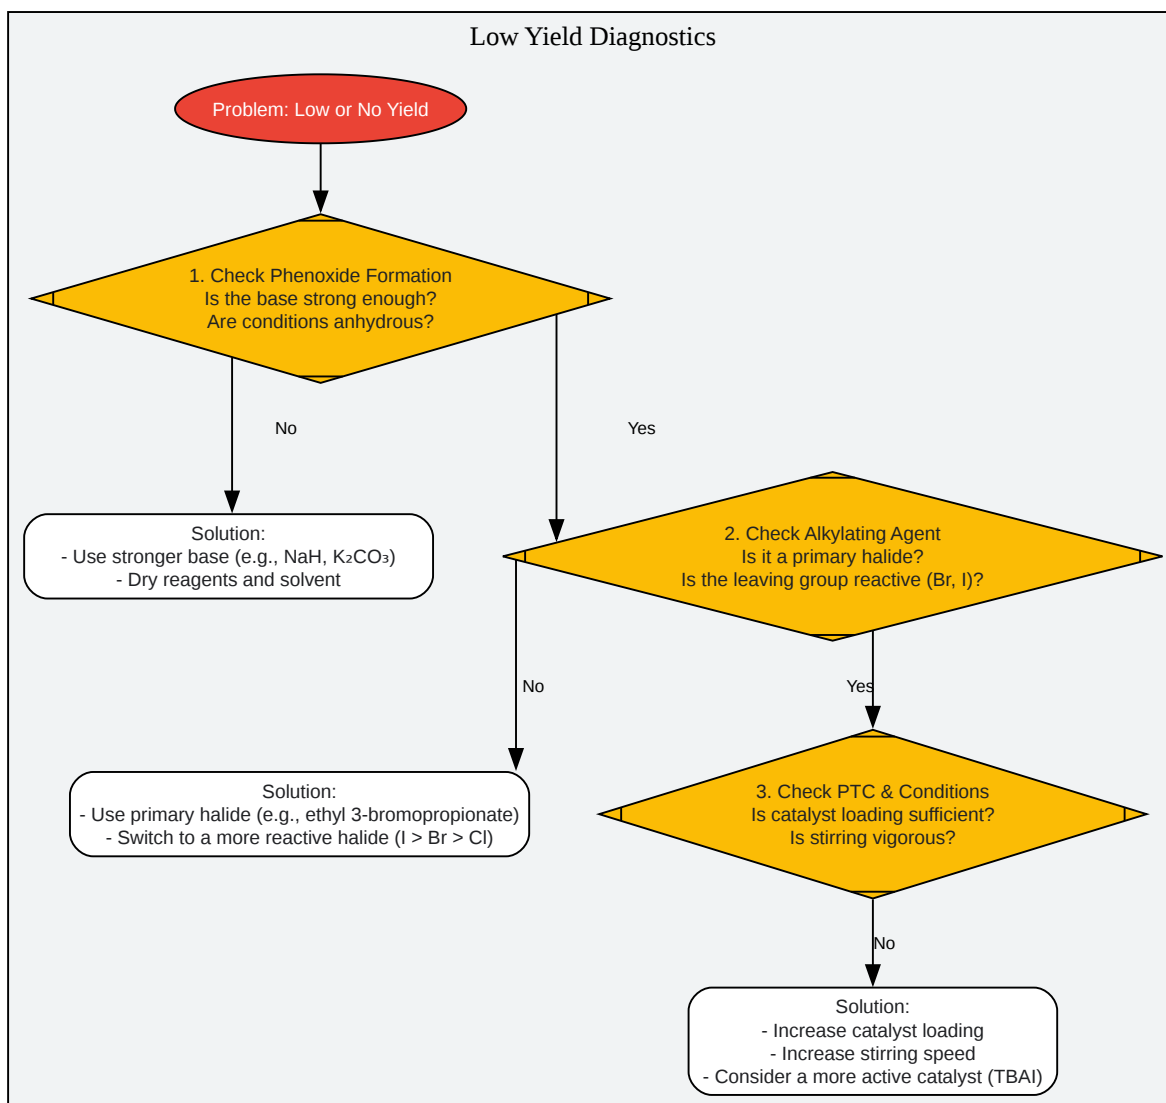 Low Yield Diagnostics
Problem: Low or No Yield
1. Check Phenoxide Formation
Is the base strong enough?
Are conditions anhydrous?
No
Yes
Solution:
- Use stronger base (e.g., NaH, K₂CO₃)
- Dry reagents and solvent
2. Check Alkylating Agent
Is it a primary halide?
Is the leaving group reactive (Br, I)?
No
Yes
Solution:
- Use primary halide (e.g., ethyl 3-bromopropionate)
- Switch to a more reactive halide (I > Br > Cl)
3. Check PTC & Conditions
Is catalyst loading sufficient?
Is stirring vigorous?
No
Solution:
- Increase catalyst loading
- Increase stirring speed
- Consider a more active catalyst (TBAI)